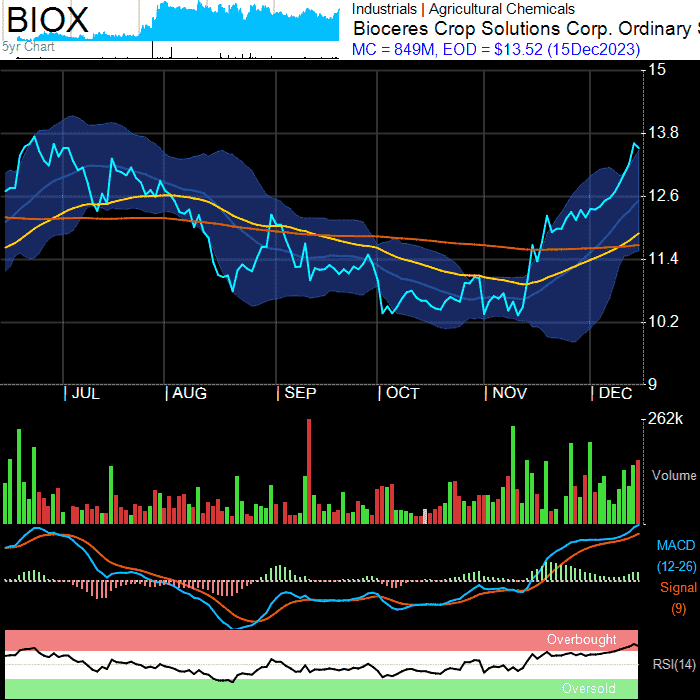 BIOX
5yr Chart
Industrials | Agricultural Chemicals
Bioceres Crop Solutions Corp. Ordinary S
MC = 849M, EOD = $13.52 (15Dec2023)
15
13.8
12.6
11.4
10.2
9
| JUL | AUG | SEP | OCT | NOV | DEC
262k
Volume
MACD
(12-26)
Signal
(9)
Overbought
RSI(14)
Oversold